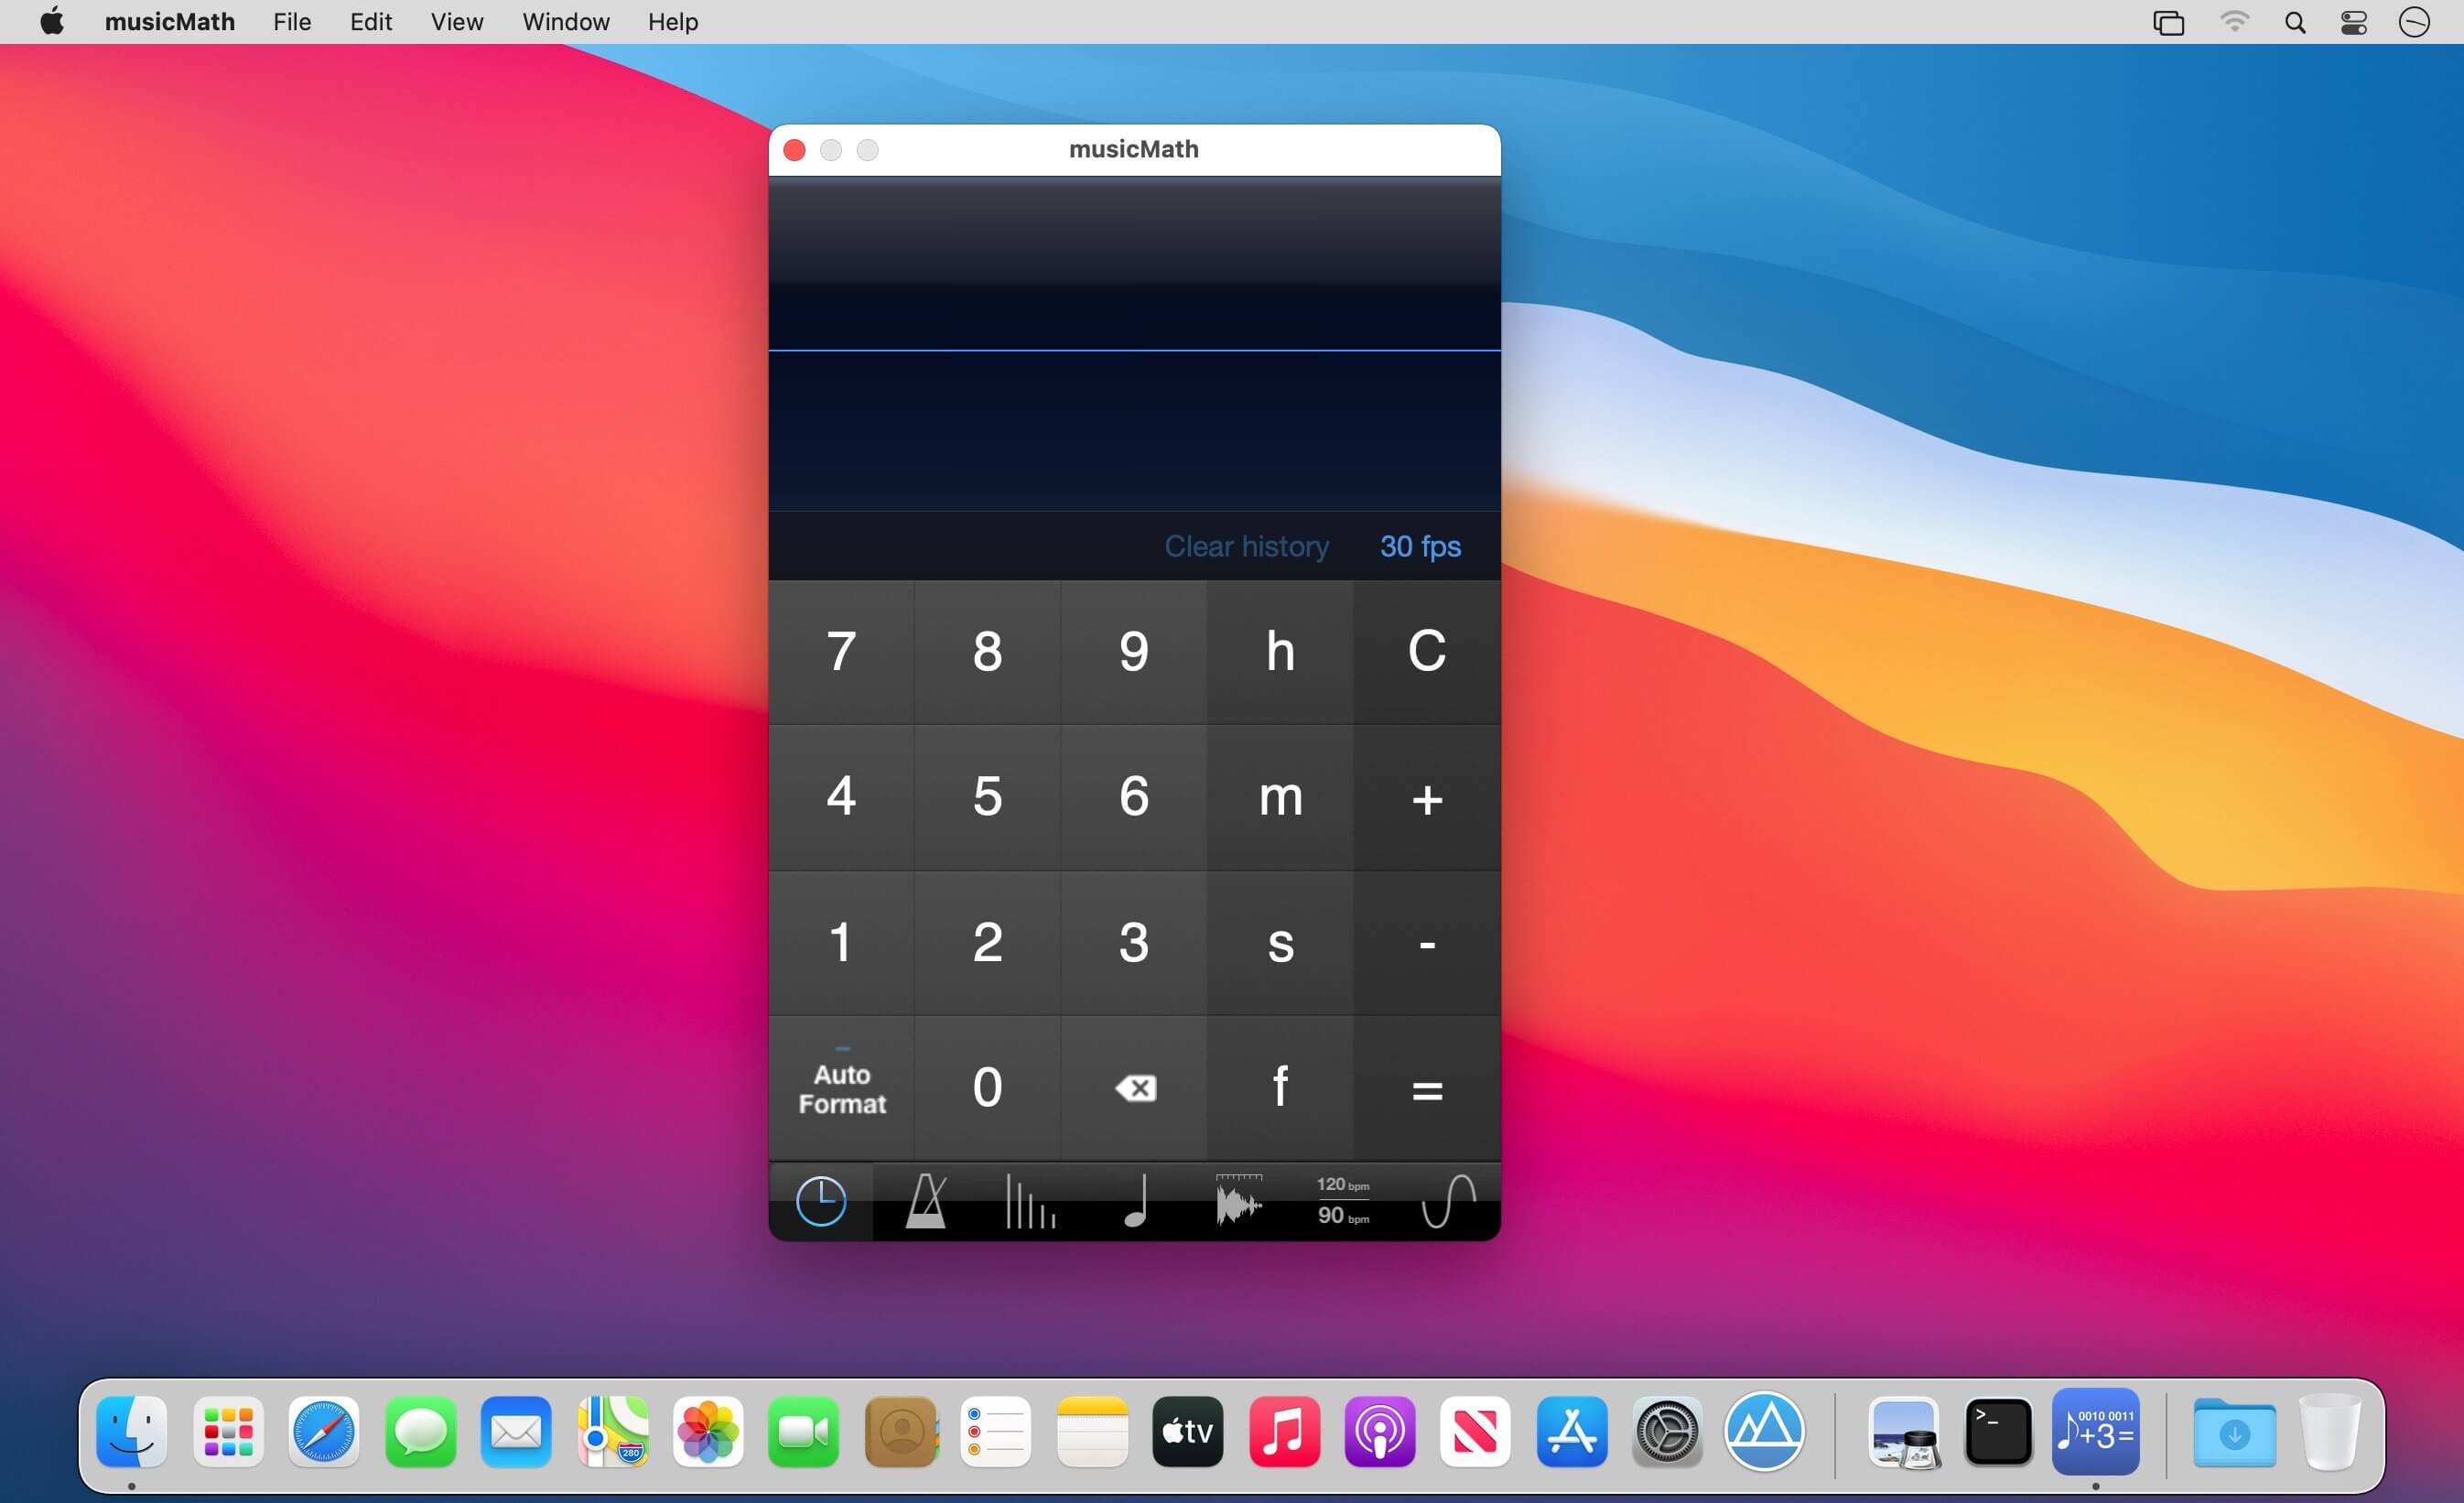 musicMath File Edit View Window Help
musicMath
Clear history 30 fps
7 8 9 h C
4 5 6 m +
1 2 3 s -
Auto
Format
0 f =
120 bpm
90 bpm
280
tv
>_
0010 0011
+3=